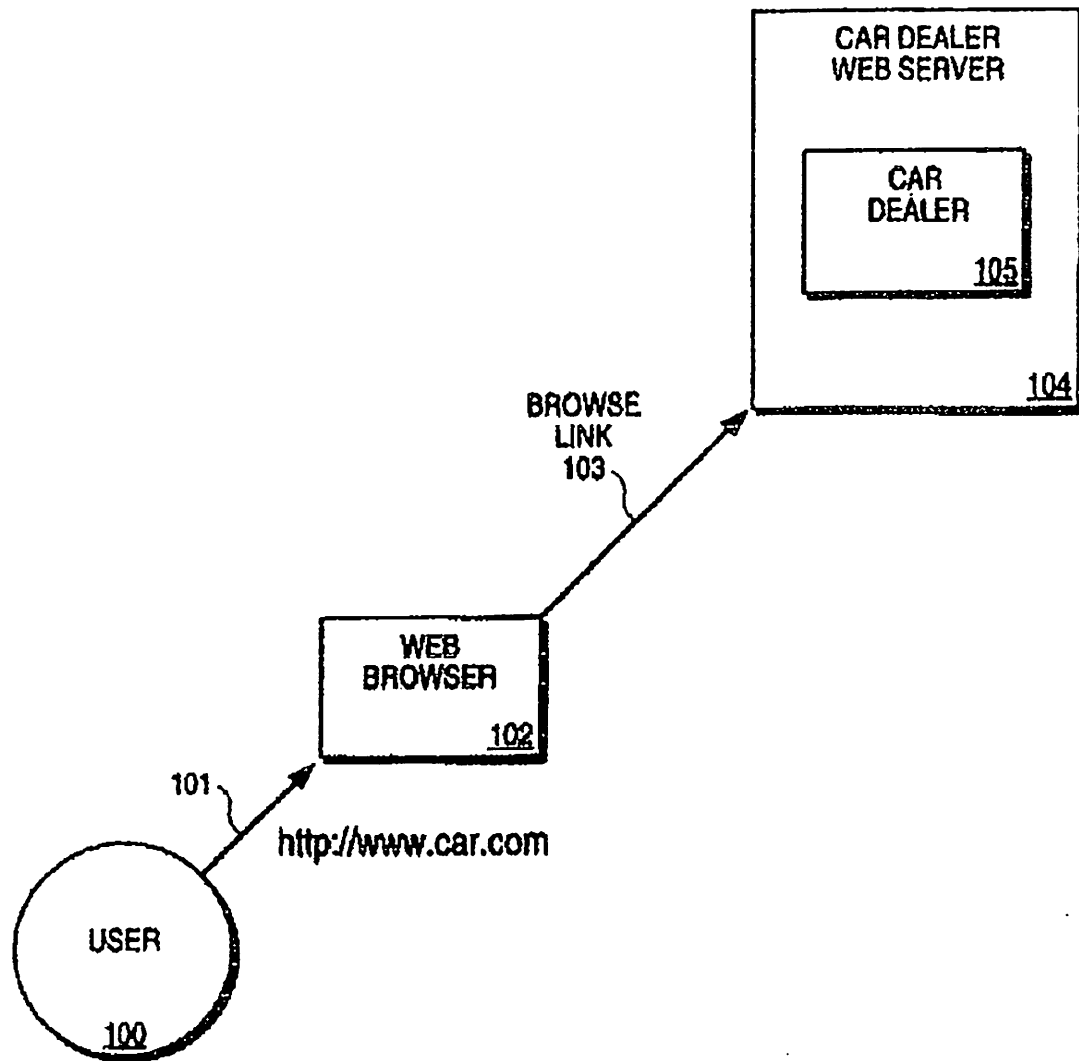 CAR DEALER
WEB SERVER
CAR
DEALER
105
104
BROWSE
LINK
103
WEB
BROWSER
102
101
http://www.car.com
USER
100